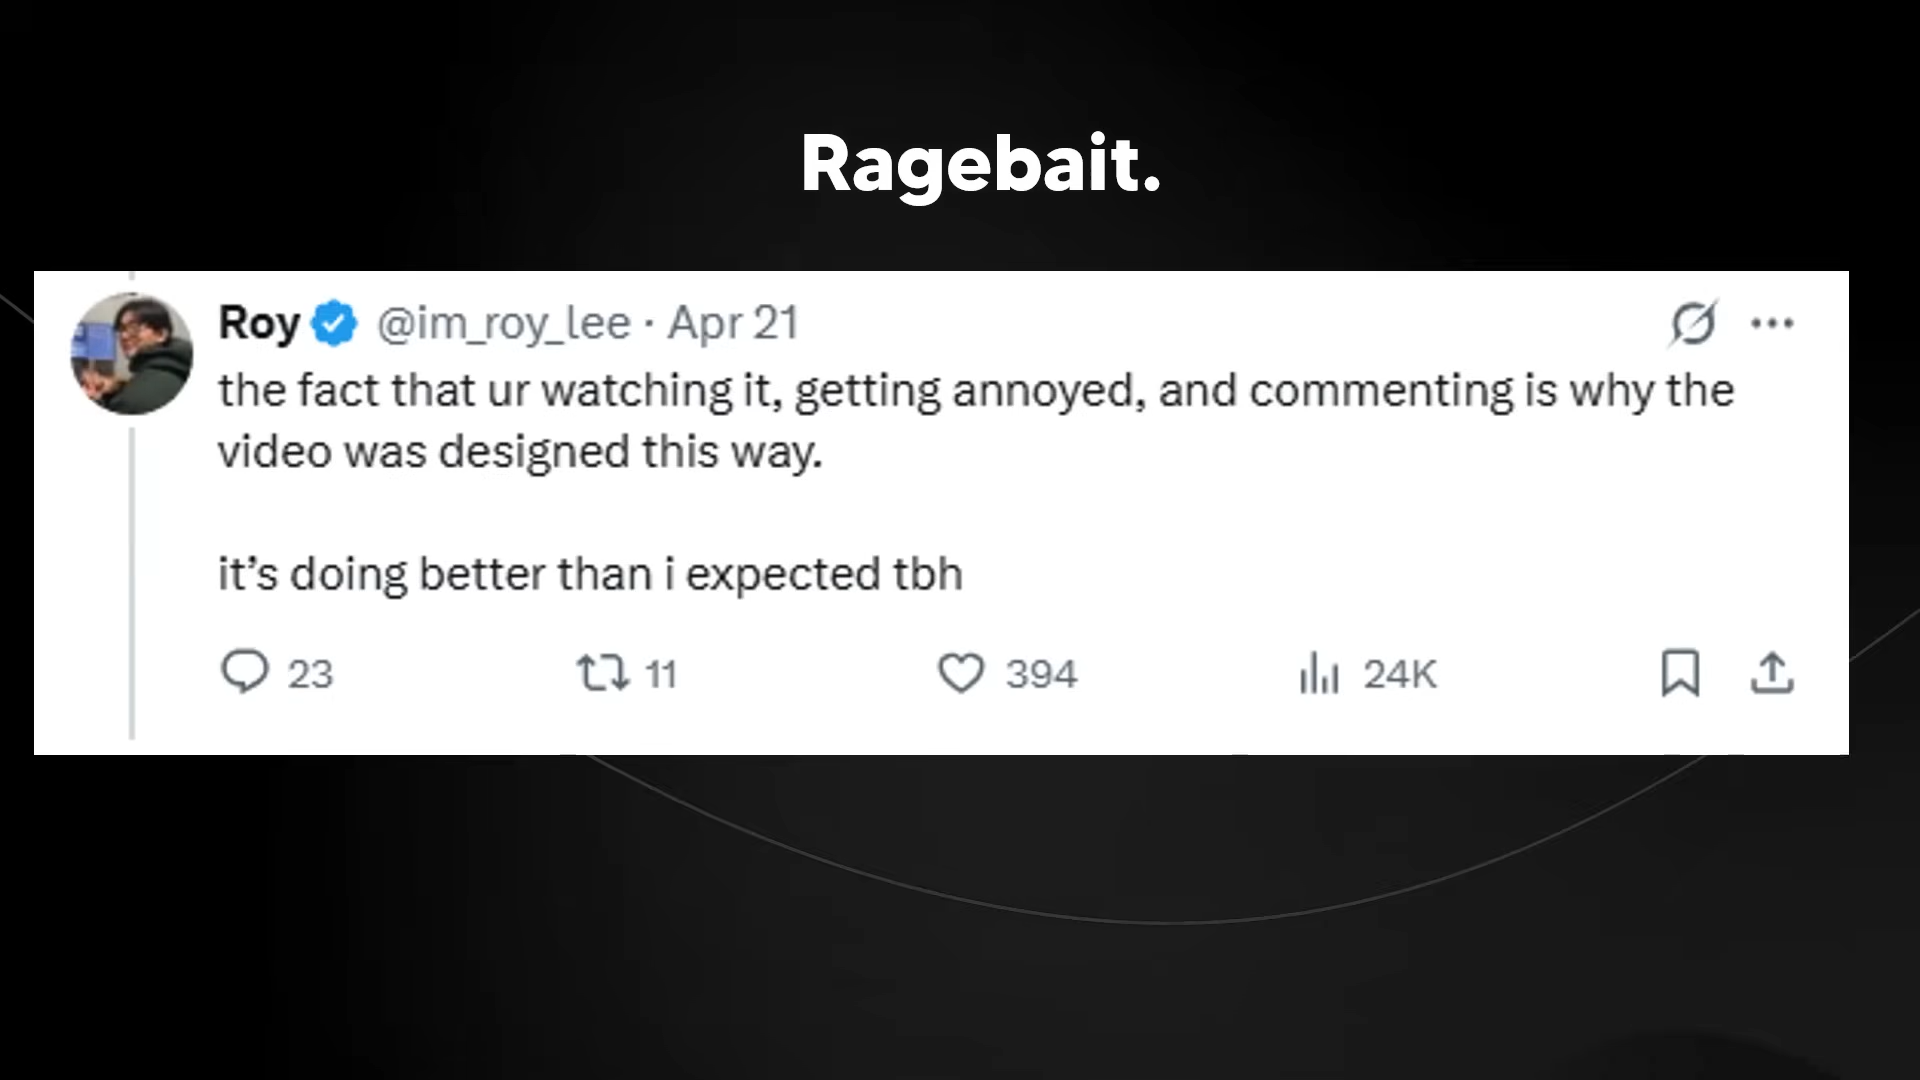 Ragebait.
Roy @im_roy_lee · Apr 21
the fact that ur watching it, getting annoyed, and commenting is why the
video was designed this way.
it’s doing better than i expected tbh
23 11 394 24K